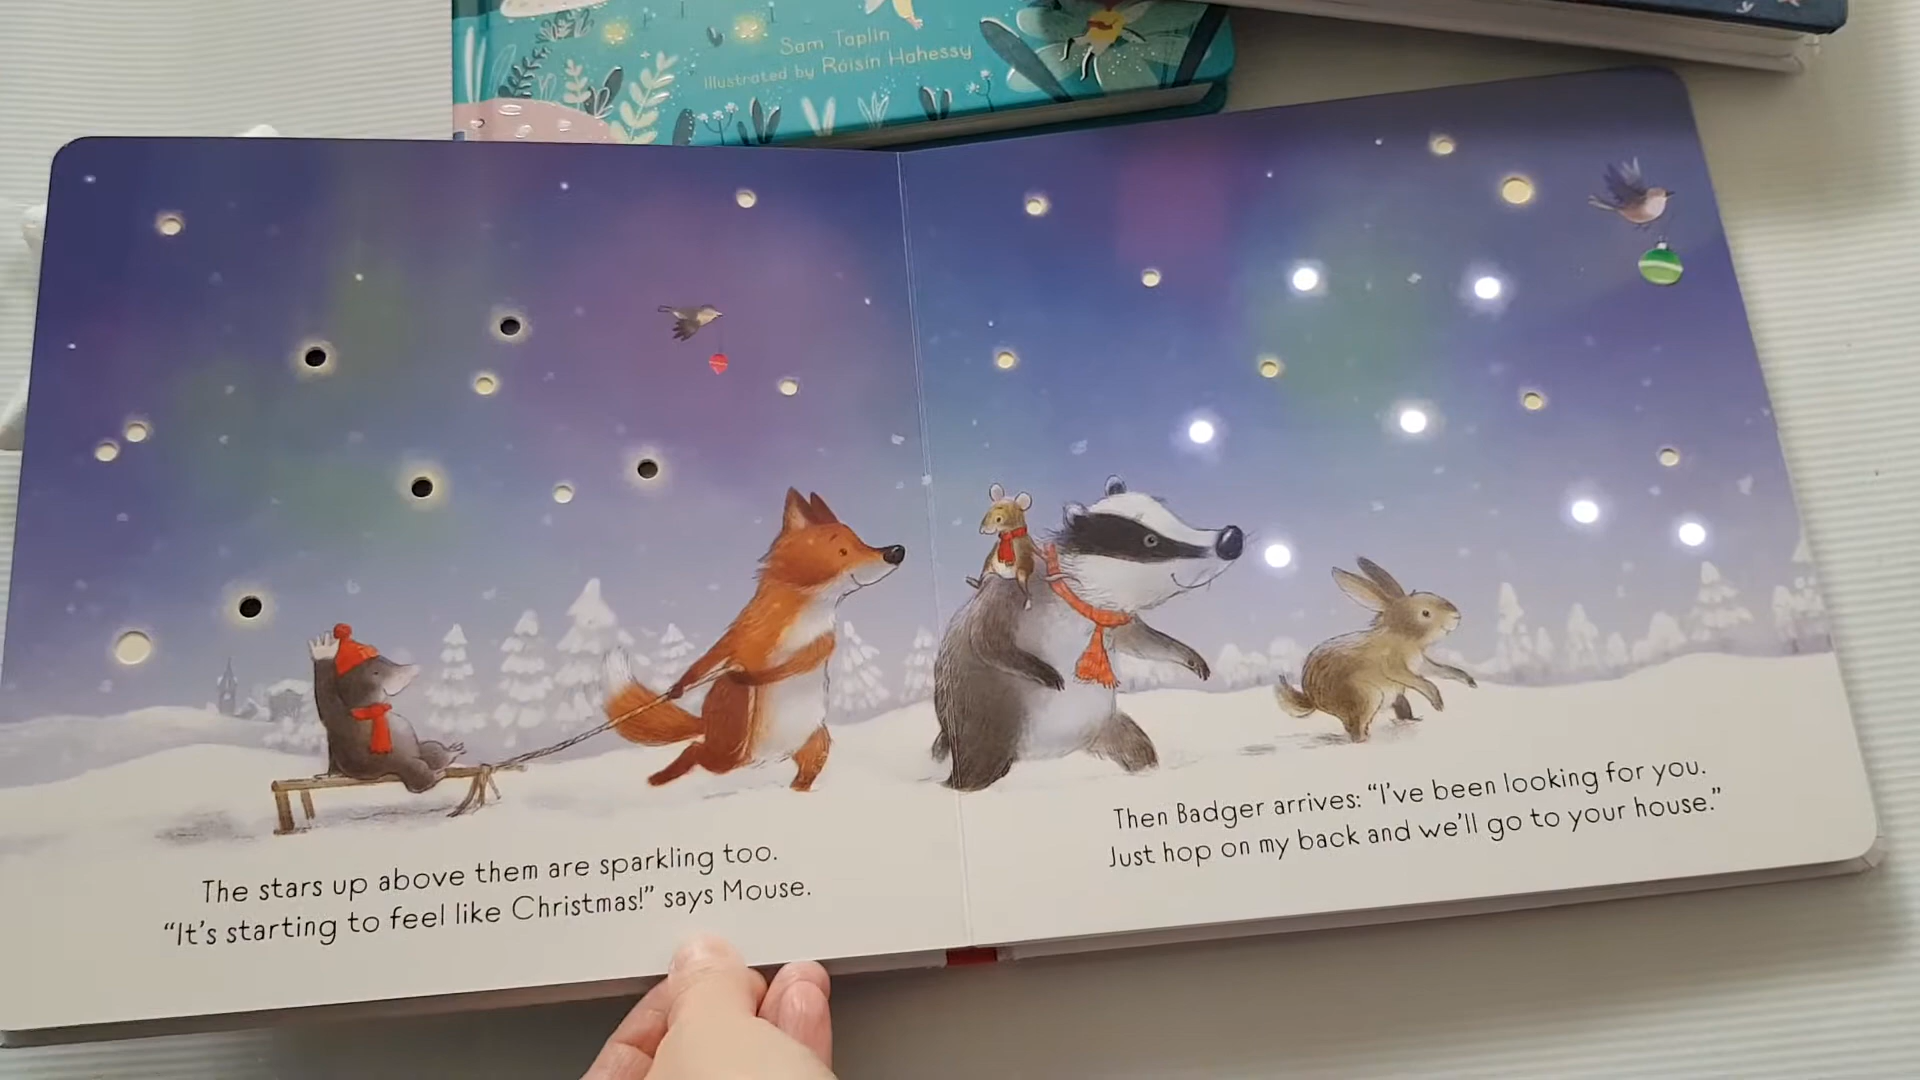 Sam Taplin
Illustrated by Róisín Hahessy
The stars up above them are sparkling too.
“It’s starting to feel like Christmas!” says Mouse.
Then Badger arrives: “I’ve been looking for you.
Just hop on my back and we’ll go to your house.”